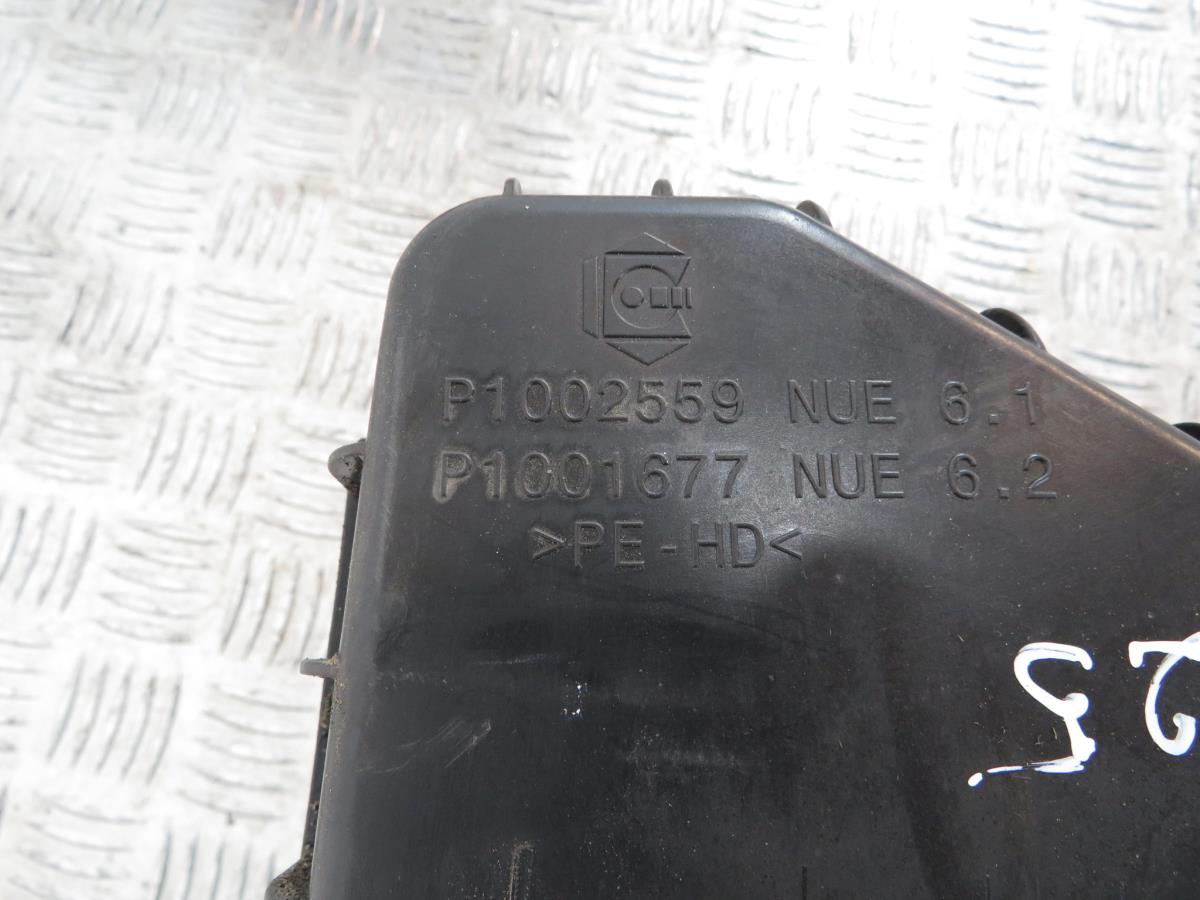 P1002559 NUE 6.1
P1001677 NUE 6.2
>PE-HD<